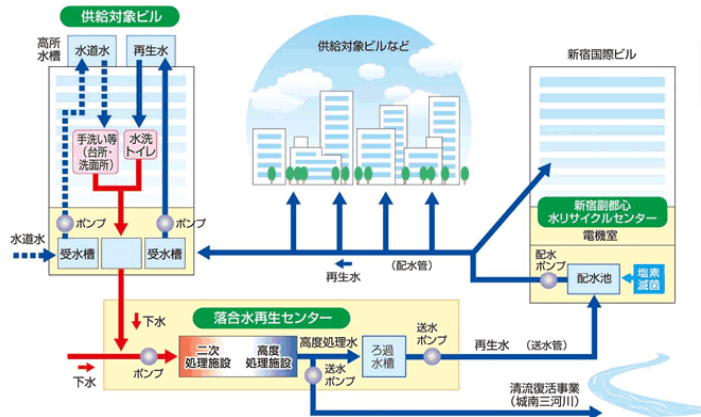 供給対象ビル
高所
水槽
水道水
再生水
手洗い等
(台所・
洗面所)
水洗
トイレ
ポンプ
ポンプ
水道水
受水槽
受水槽
供給対象ビルなど
再生水
(配水管)
新宿国際ビル
新宿副都心
水リサイクルセンター
電機室
配水
ポンプ
配水池
塩素
滅菌
落合水再生センター
下水
下水
ポンプ
二次
処理施設
高度
処理施設
高度処理水
送水
ポンプ
ろ過
水槽
送水
ポンプ
再生水
(送水管)
清流復活事業
(城南三河川)